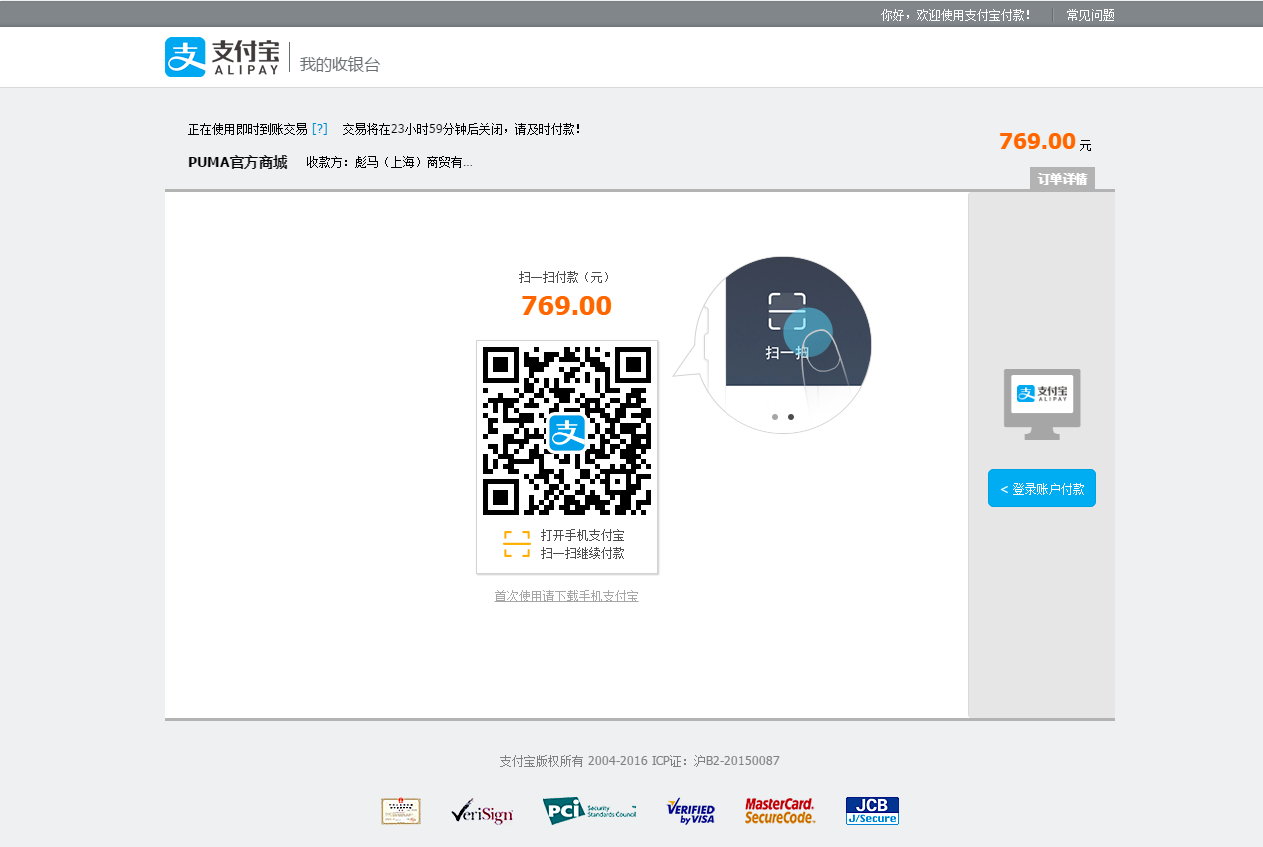 你好，欢迎使用支付宝付款！ 常见问题
支付宝
ALIPAY
我的收银台
正在使用即时到账交易 [?] 交易将在23小时59分钟后关闭，请及时付款！
769.00 元
PUMA官方商城 收款方：彪马（上海）商贸有...
订单详情
扫一扫付款（元）
769.00
扫一扫
支
打开手机支付宝
扫一扫继续付款
首次使用请下载手机支付宝
支付宝
ALIPAY
< 登录账户付款
支付宝版权所有 2004-2016 ICP证：沪B2-20150087
VeriSign
PCI Security Standards Council
VERIFIED by VISA
MasterCard. SecureCode.
JCB J/Secure